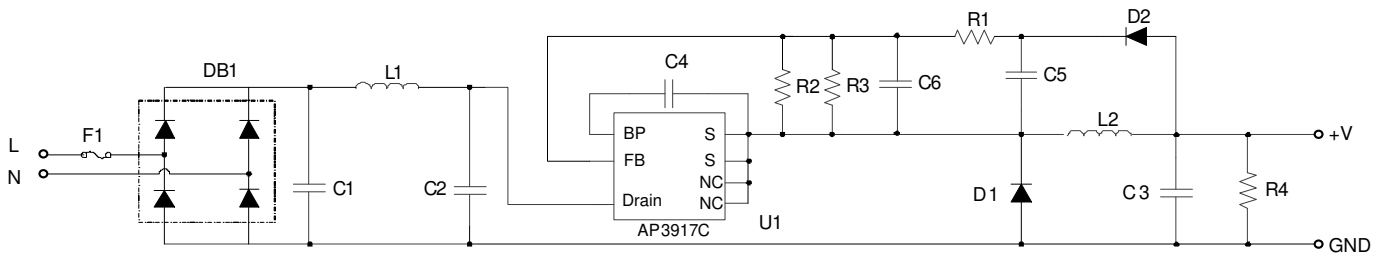 R1
D2
DB1
L1
C4
R2
R3
C6
C5
F1
BP
S
L2
+V
L
FB
S
N
C1
C2
NC
D1
C3
R4
Drain
NC
U1
AP3917C
GND